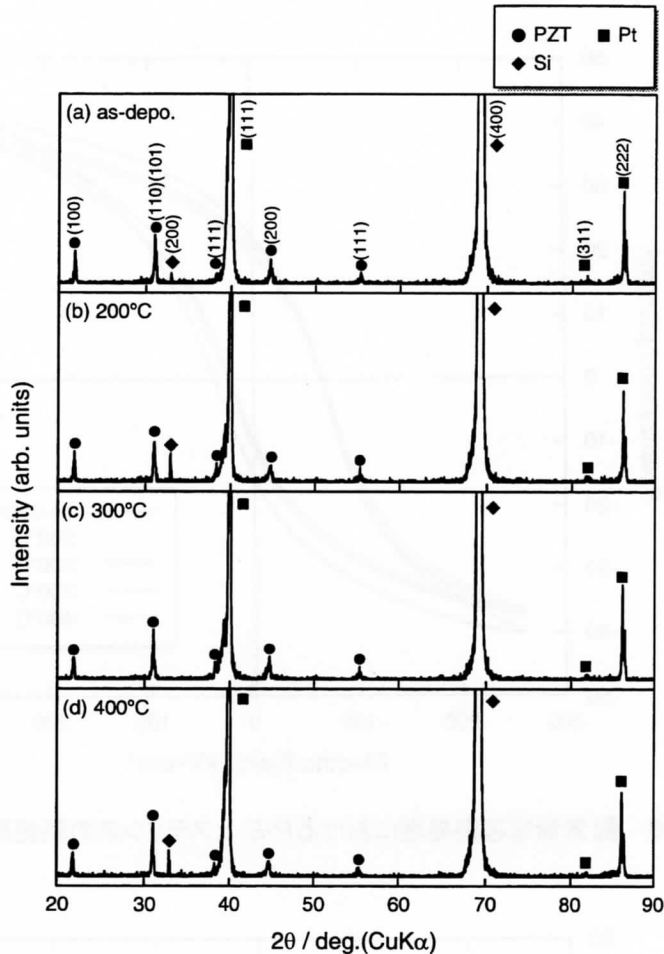 ● PZT ■ Pt
◆ Si
(a) as-depo.
(100)
(110)(101)
(200)
(111)
(111)
(200)
(111)
(400)
(311)
(222)
(b) 200°C
(c) 300°C
(d) 400°C
Intensity (arb. units)
20 30 40 50 60 70 80 90
2θ / deg.(CuKα)